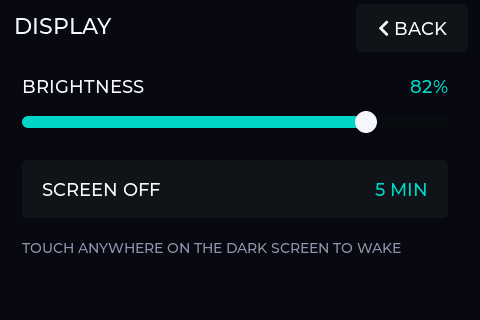 DISPLAY
BACK
BRIGHTNESS 82%
SCREEN OFF 5 MIN
TOUCH ANYWHERE ON THE DARK SCREEN TO WAKE